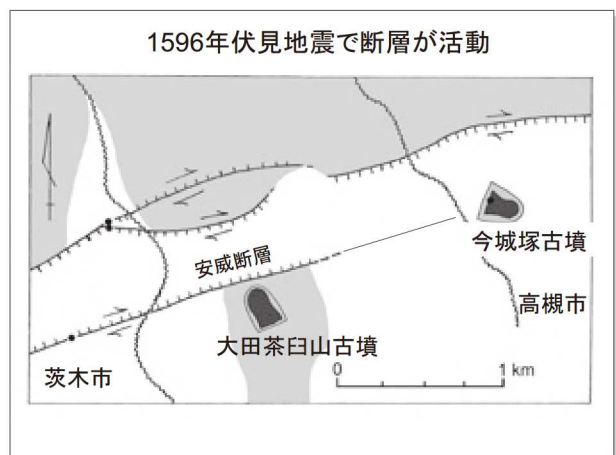 1596年伏見地震で断層が活動
安威断層
今城塚古墳
高槻市
大田茶臼山古墳
茨木市
0 1 km